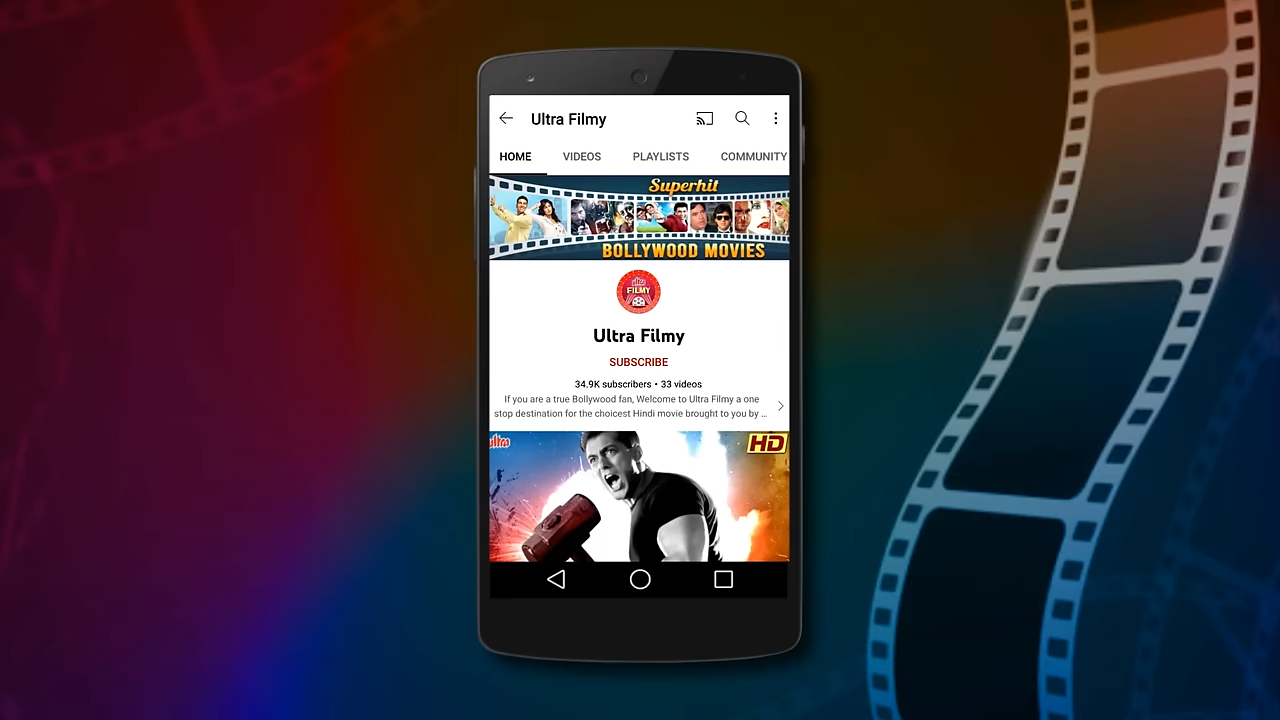 Ultra Filmy
HOME VIDEOS PLAYLISTS COMMUNITY
Superhit
BOLLYWOOD MOVIES
ultra
FILMY
Ultra Filmy
SUBSCRIBE
34.9K subscribers • 33 videos
If you are a true Bollywood fan, Welcome to Ultra Filmy a one
stop destination for the choicest Hindi movie brought to you by ...
ultra HD